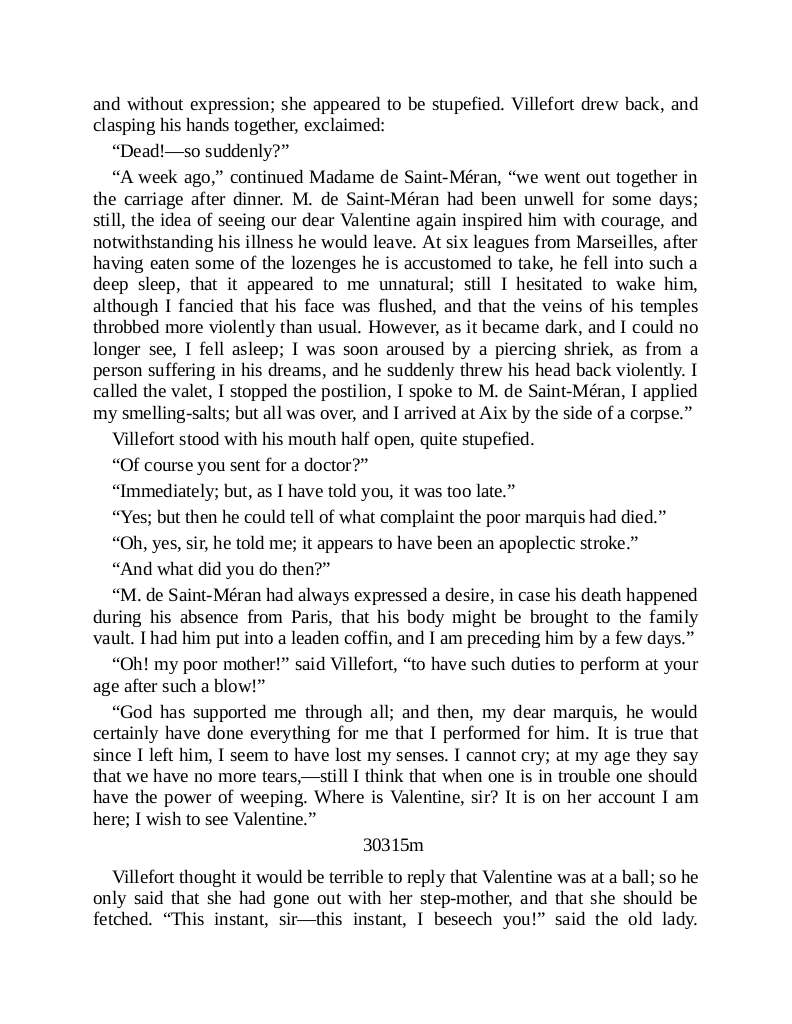 and without expression; she appeared to be stupefied. Villefort drew back, and
clasping his hands together, exclaimed:
“Dead!—so suddenly?”
“A week ago,” continued Madame de Saint-Méran, “we went out together in
the carriage after dinner. M. de Saint-Méran had been unwell for some days;
still, the idea of seeing our dear Valentine again inspired him with courage, and
notwithstanding his illness he would leave. At six leagues from Marseilles, after
having eaten some of the lozenges he is accustomed to take, he fell into such a
deep sleep, that it appeared to me unnatural; still I hesitated to wake him,
although I fancied that his face was flushed, and that the veins of his temples
throbbed more violently than usual. However, as it became dark, and I could no
longer see, I fell asleep; I was soon aroused by a piercing shriek, as from a
person suffering in his dreams, and he suddenly threw his head back violently. I
called the valet, I stopped the postilion, I spoke to M. de Saint-Méran, I applied
my smelling-salts; but all was over, and I arrived at Aix by the side of a corpse.”
Villefort stood with his mouth half open, quite stupefied.
“Of course you sent for a doctor?”
“Immediately; but, as I have told you, it was too late.”
“Yes; but then he could tell of what complaint the poor marquis had died.”
“Oh, yes, sir, he told me; it appears to have been an apoplectic stroke.”
“And what did you do then?”
“M. de Saint-Méran had always expressed a desire, in case his death happened
during his absence from Paris, that his body might be brought to the family
vault. I had him put into a leaden coffin, and I am preceding him by a few days.”
“Oh! my poor mother!” said Villefort, “to have such duties to perform at your
age after such a blow!”
“God has supported me through all; and then, my dear marquis, he would
certainly have done everything for me that I performed for him. It is true that
since I left him, I seem to have lost my senses. I cannot cry; at my age they say
that we have no more tears,—still I think that when one is in trouble one should
have the power of weeping. Where is Valentine, sir? It is on her account I am
here; I wish to see Valentine.”
30315m
Villefort thought it would be terrible to reply that Valentine was at a ball; so he
only said that she had gone out with her step-mother, and that she should be
fetched. “This instant, sir—this instant, I beseech you!” said the old lady.